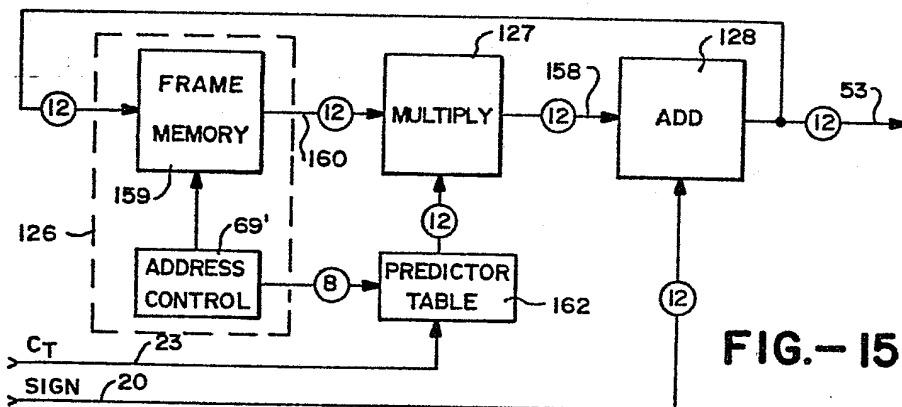 127
128
158
53
12
FRAME
MEMORY
12
MULTIPLY
12
ADD
12
160
159
126
69'
12
ADDRESS
CONTROL
8
PREDICTOR
TABLE
162
12
CT
23
FIG.-15
SIGN
20